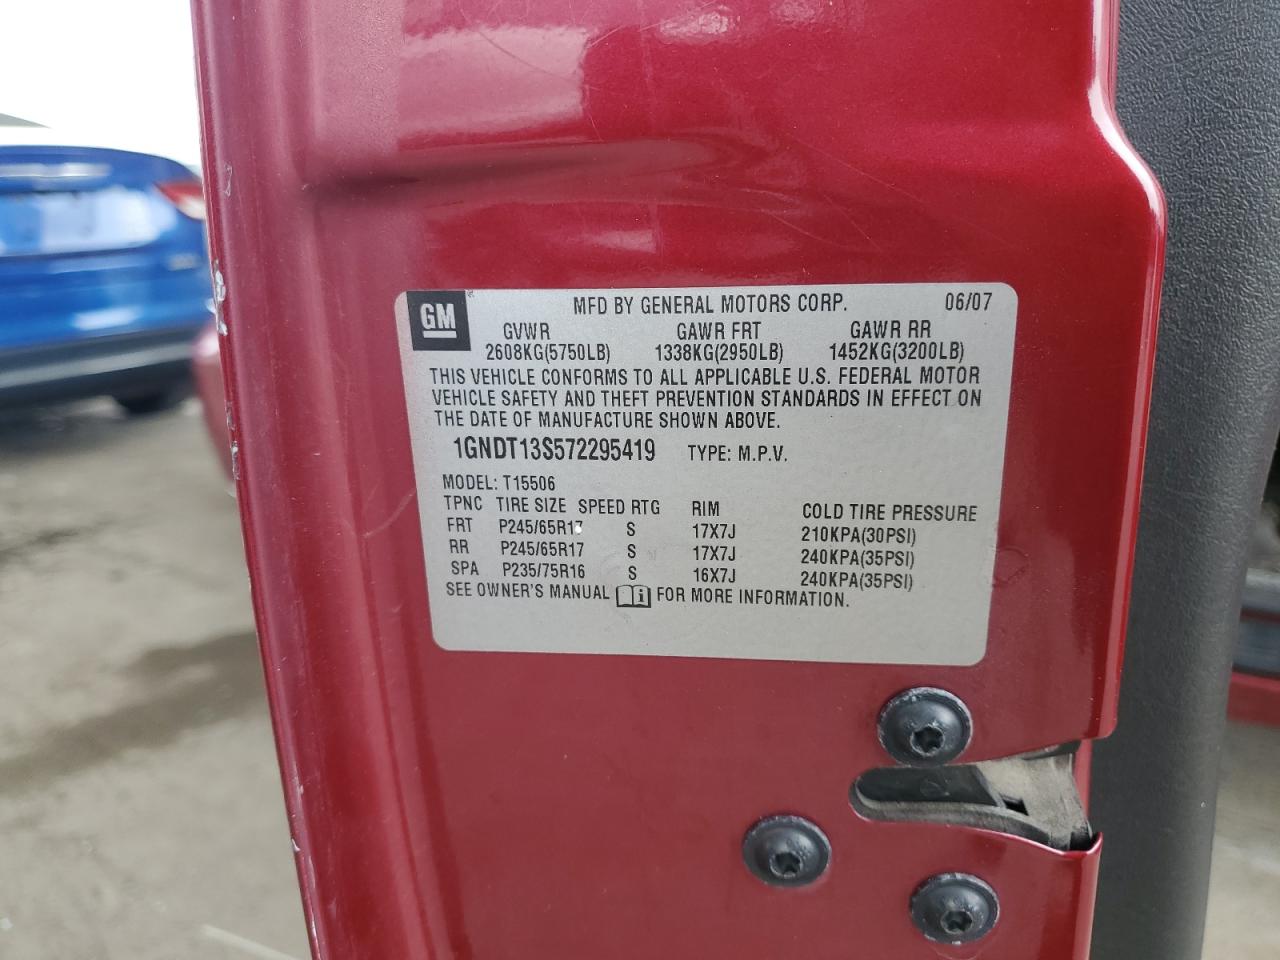 GM MFD BY GENERAL MOTORS CORP. 06/07
GVWR GAWR FRT GAWR RR
2608KG(5750LB) 1338KG(2950LB) 1452KG(3200LB)
THIS VEHICLE CONFORMS TO ALL APPLICABLE U.S. FEDERAL MOTOR
VEHICLE SAFETY AND THEFT PREVENTION STANDARDS IN EFFECT ON
THE DATE OF MANUFACTURE SHOWN ABOVE.
1GNDT13S572295419 TYPE: M.P.V.
MODEL: T15506
TPNC TIRE SIZE SPEED RTG RIM COLD TIRE PRESSURE
FRT P245/65R17 S 17X7J 210KPA(30PSI)
RR P245/65R17 S 17X7J 240KPA(35PSI)
SPA P235/75R16 S 16X7J 240KPA(35PSI)
SEE OWNER'S MANUAL i FOR MORE INFORMATION.